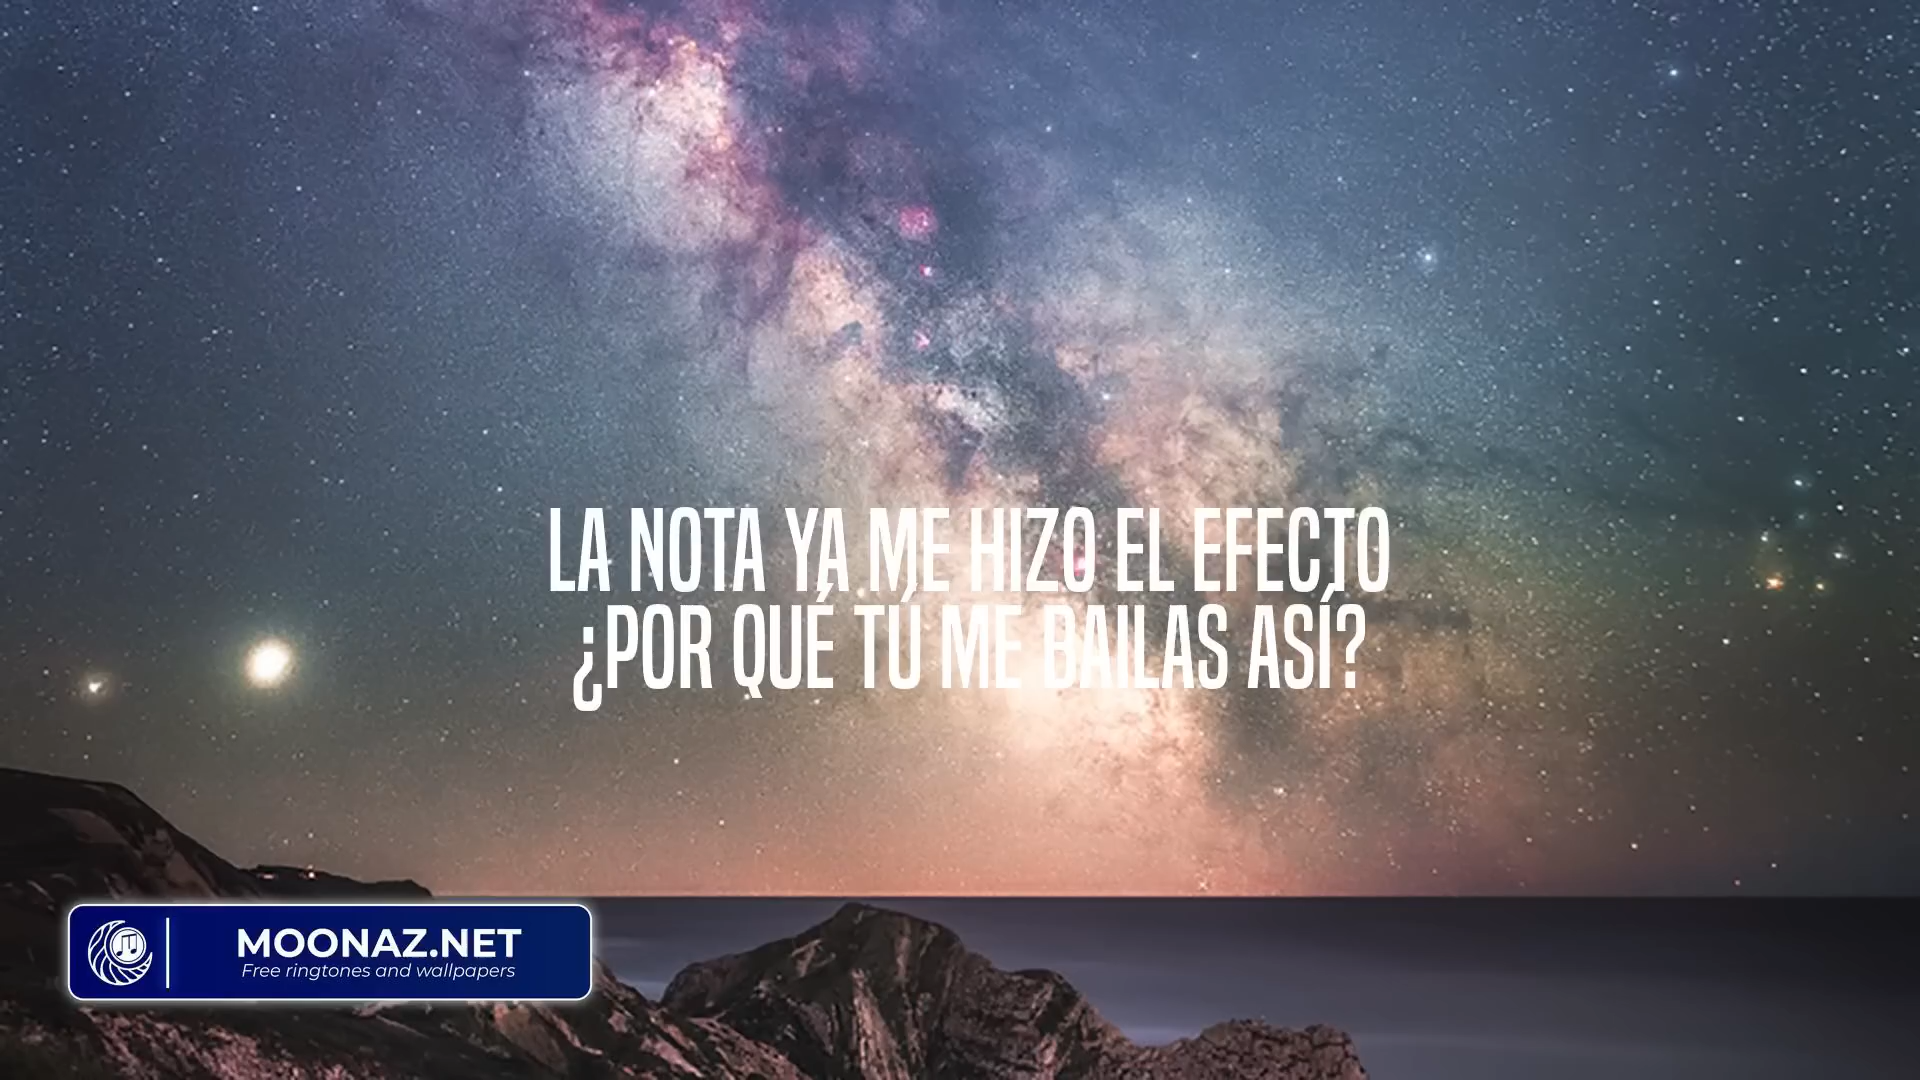 LA NOTA YA ME HIZO EL EFECTO
¿POR QUÉ TÚ ME BAILAS ASÍ?
MOONAZ.NET
Free ringtones and wallpapers